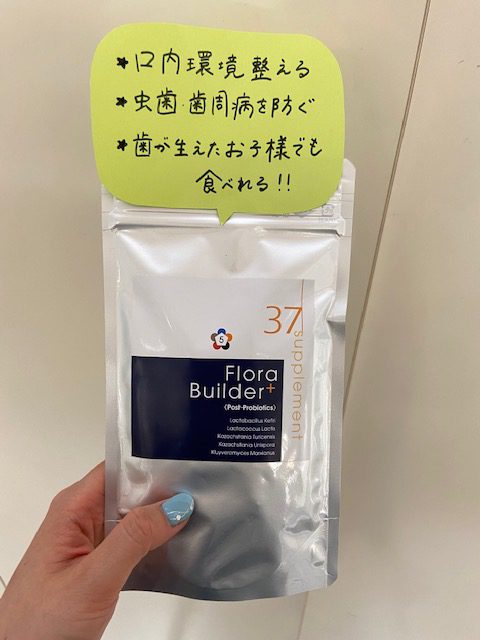 ★口内環境整える
★虫歯・歯周病を防ぐ
★歯が生えたお子様でも
食べれる!!
37
supplement
5
Flora
Builder+
(Post-Probiotics)
Lactobacillus Kefiri
Lactococcus Lactis
Kazachstania Turicensis
Kazachstania Unispora
Kluyveromyces Marxianus